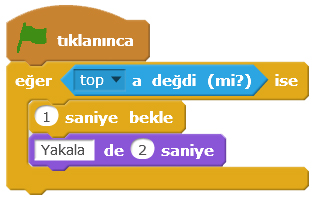 tıklanınca
eğer top a değdi (mi?) ise
1 saniye bekle
Yakala de 2 saniye